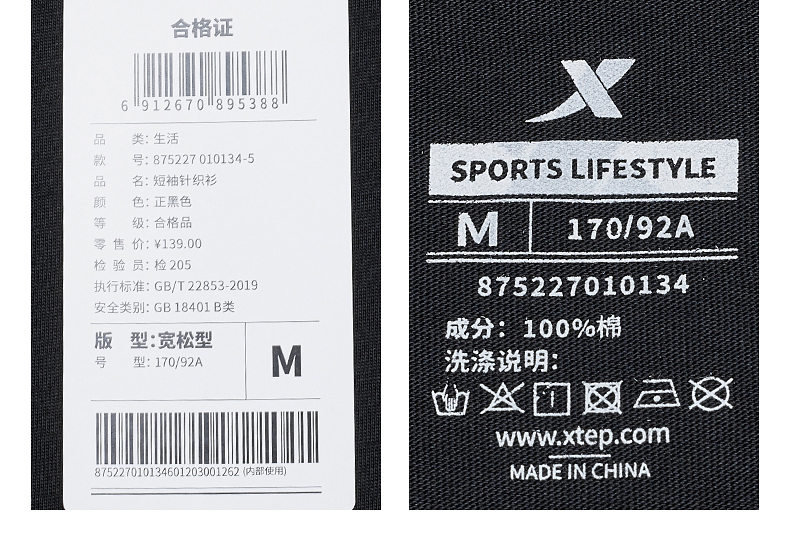 合格证
6 912670 895388
品 类: 生活
款 号: 875227 010134-5
品 名: 短袖针织衫
颜 色: 正黑色
等 级: 合格品
零 售 价: ¥139.00
检 验 员: 检 205
执行标准: GB/T 22853-2019
安全类别: GB 18401 B类
版 型:宽松型
号 型: 170/92A
M
875227010134601203001262 (内部使用)
SPORTS LIFESTYLE
M 170/92A
875227010134
成分: 100%棉
洗涤说明:
www.xtep.com
MADE IN CHINA